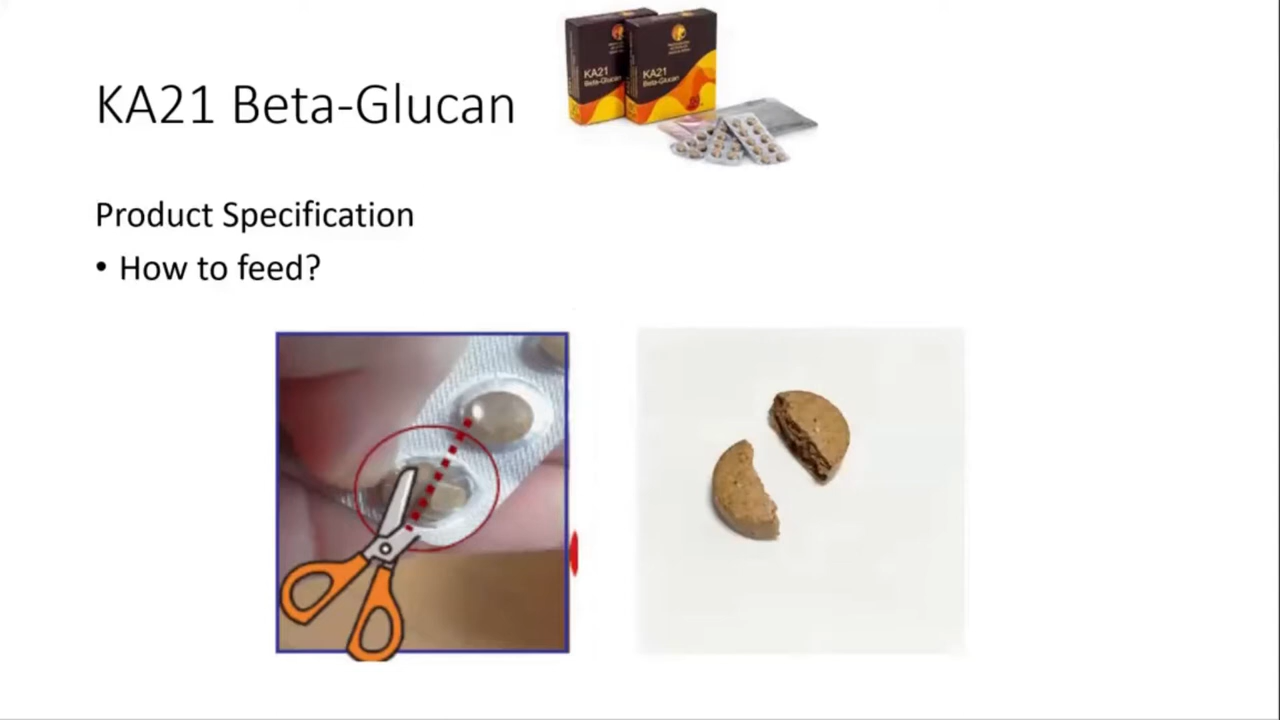 KA21 Beta-Glucan
KA21
Beta-Glucan
KA21
Beta-Glucan
Product Specification
• How to feed?